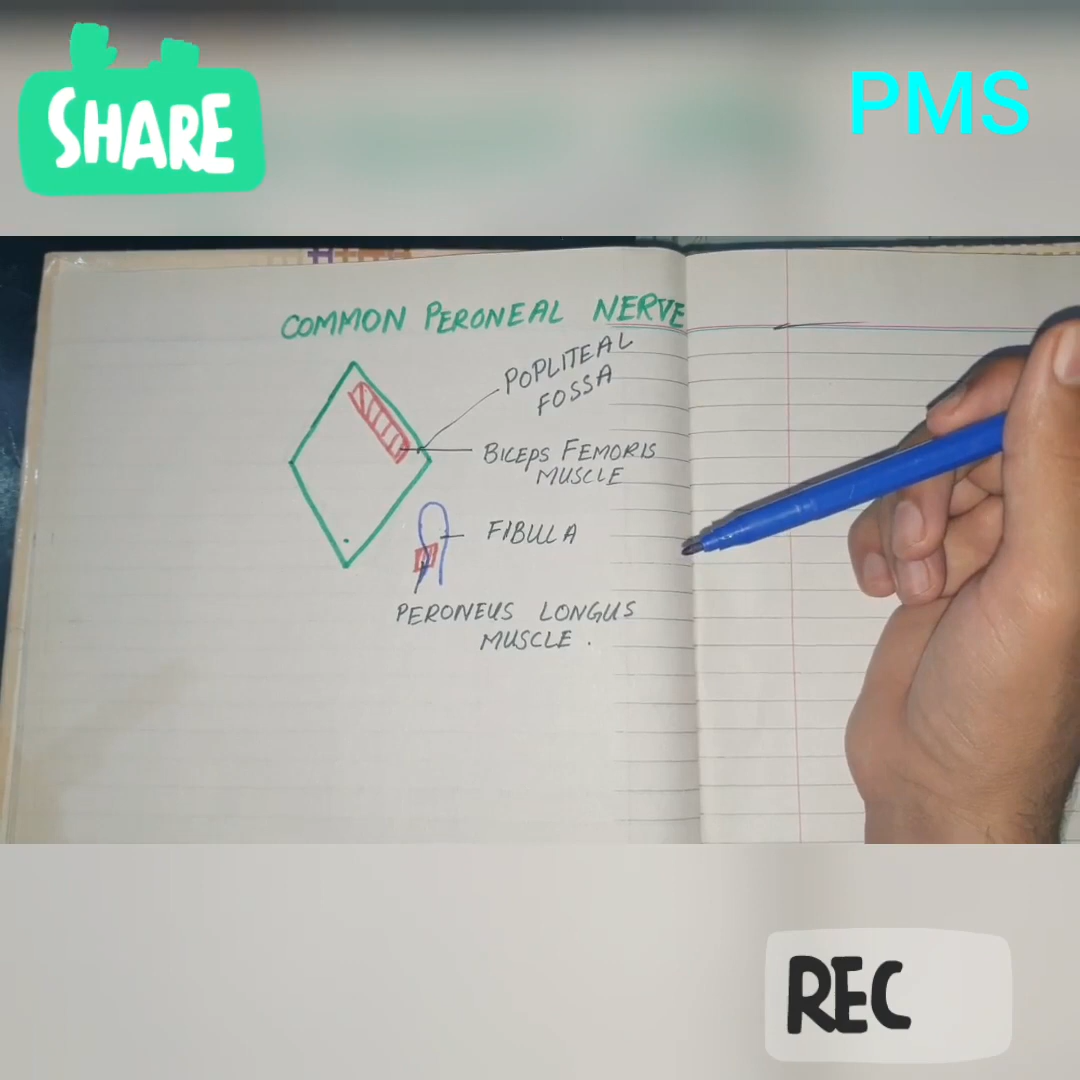 SHARE
PMS
COMMON PERONEAL NERVE
POPLITEAL
FOSSA
BICEPS FEMORIS
MUSCLE
FIBULA
PERONEUS LONGUS
MUSCLE.
REC